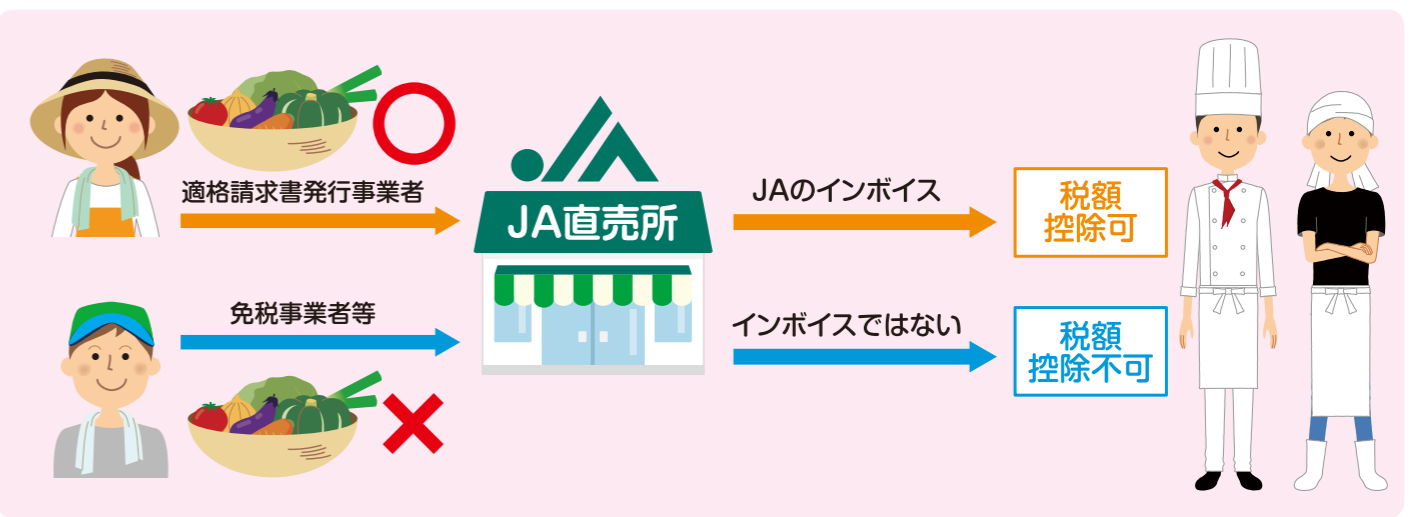 適格請求書発行事業者
JA直売所
JAのインボイス
税額
控除可
免税事業者等
インボイスではない
税額
控除不可